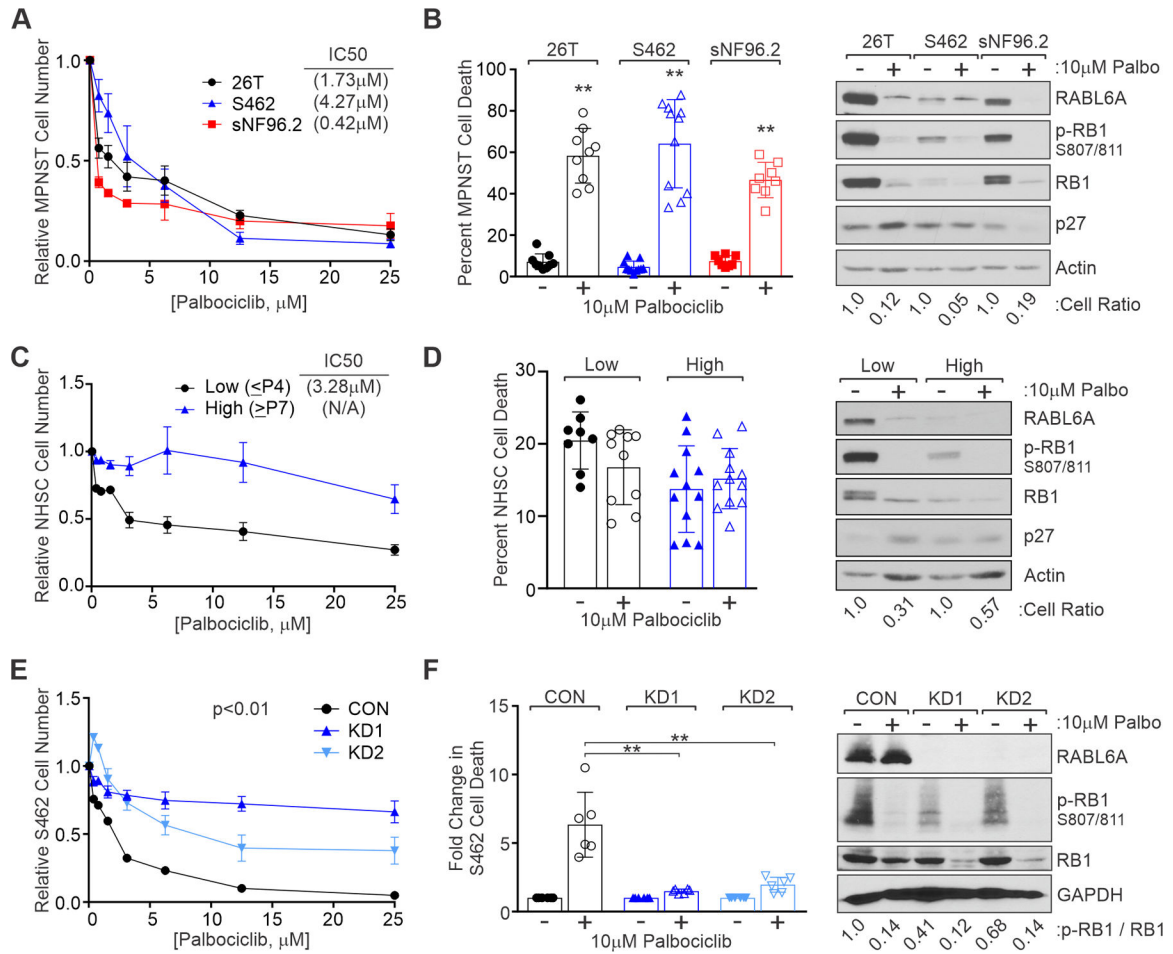 A
Relative MPNST Cell Number
1.0
0.5
0.0
0
5
10
15
20
25
[Palbociclib, μM]
IC50
26T (1.73μM)
S462 (4.27μM)
sNF96.2 (0.42μM)
B
Percent MPNST Cell Death
100
80
60
40
20
0
26T S462 sNF96.2
** ** **
- + - + - +
10μM Palbociclib
26T S462 sNF96.2
- + - + - + :10μM Palbo
RABL6A
p-RB1
S807/811
RB1
p27
Actin
1.0 0.12 1.0 0.05 1.0 0.19 :Cell Ratio
C
Relative NHSC Cell Number
1.5
1.0
0.5
0.0
0 5 10 15 20 25
[Palbociclib, μM]
IC50
Low (≤P4) (3.28μM)
High (≥P7) (N/A)
D
Percent NHSC Cell Death
30
20
10
0
Low High
- + - +
10μM Palbociclib
Low High
- + - + :10μM Palbo
RABL6A
p-RB1
S807/811
RB1
p27
Actin
1.0 0.31 1.0 0.57 :Cell Ratio
E
Relative S462 Cell Number
1.5
1.0
0.5
0.0
0 5 10 15 20 25
[Palbociclib, μM]
p<0.01
CON
KD1
KD2
F
Fold Change in
S462 Cell Death
15
10
5
0
CON KD1 KD2
**
**
- + - + - +
10μM Palbociclib
CON KD1 KD2
- + - + - + :10μM Palbo
RABL6A
p-RB1
S807/811
RB1
GAPDH
1.0 0.14 0.41 0.12 0.68 0.14 :p-RB1 / RB1